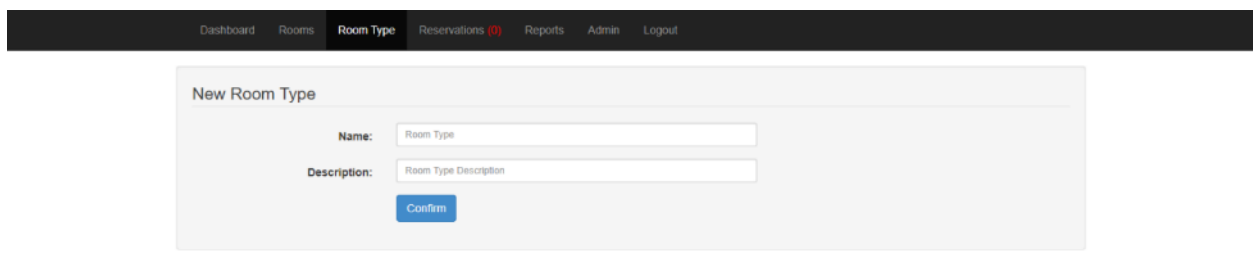 Dashboard Rooms Room Type Reservations (0) Reports Admin Logout
New Room Type
Name: Room Type
Description: Room Type Description
Confirm